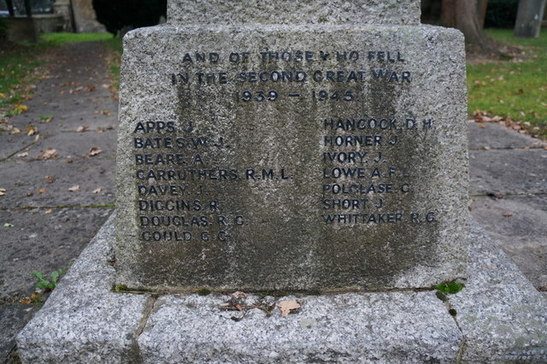 AND OF THOSE WHO FELL
IN THE SECOND GREAT WAR
1939 – 1945
APPS. J.
BATES. W. J.
BEARE. A.
CARRUTHERS. R. M. L.
DAVEY. J.
DIGGINS. R.
DOUGLAS. R. G.
GOULD. G. G.
HANCOCK. D. H.
HORNER. J.
IVORY. J.
LOWE. A. F.
POLGLASE. C.
SHORT. J.
WHITTAKER. R. G.